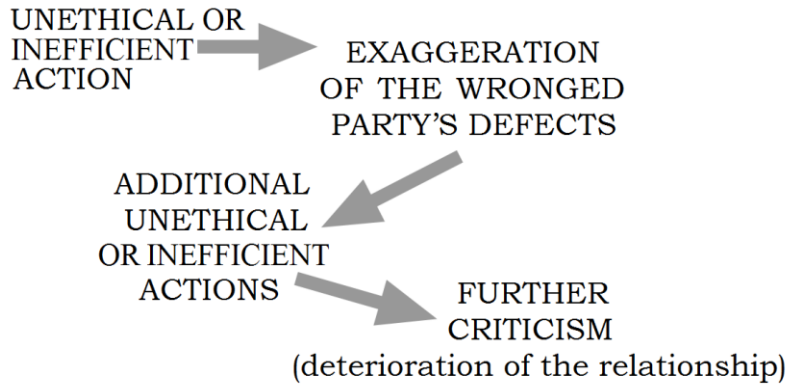 UNETHICAL OR
INEFFICIENT
ACTION
EXAGGERATION
OF THE WRONGED
PARTY'S DEFECTS
ADDITIONAL
UNETHICAL
OR INEFFICIENT
ACTIONS
FURTHER
CRITICISM
(deterioration of the relationship)